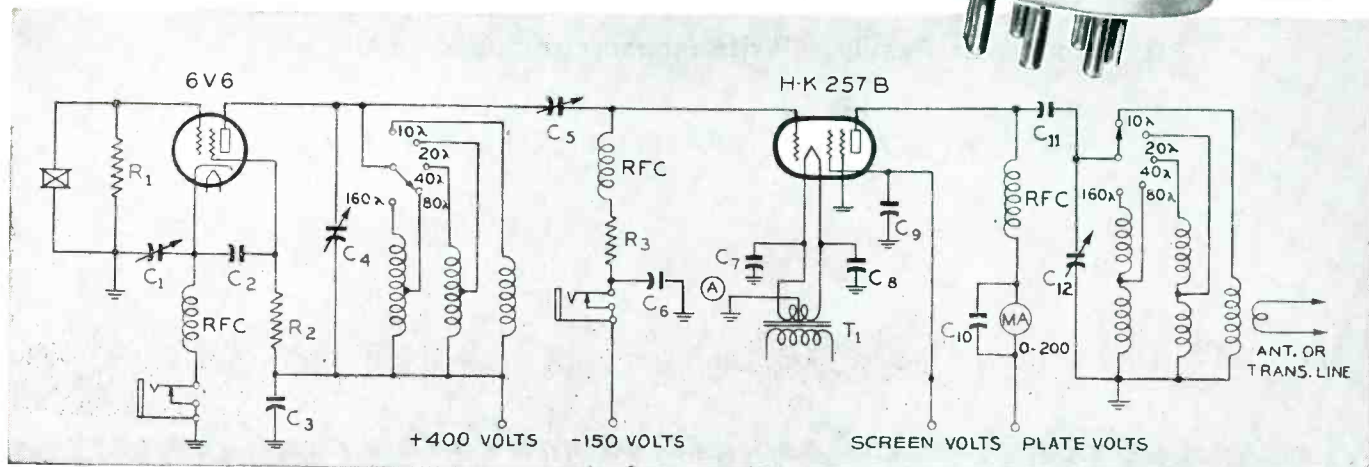 6V6
H-K 257B
R1
C1
C2
RFC
R2
C3
C4
10λ
20λ
40λ
80λ
160λ
C5
RFC
R3
C6
C7
A
C8
T1
C9
RFC
C10
MA
0-200
C11
C12
10λ
20λ
40λ
80λ
160λ
ANT. OR
TRANS. LINE
+400 VOLTS
-150 VOLTS
SCREEN VOLTS
PLATE VOLTS